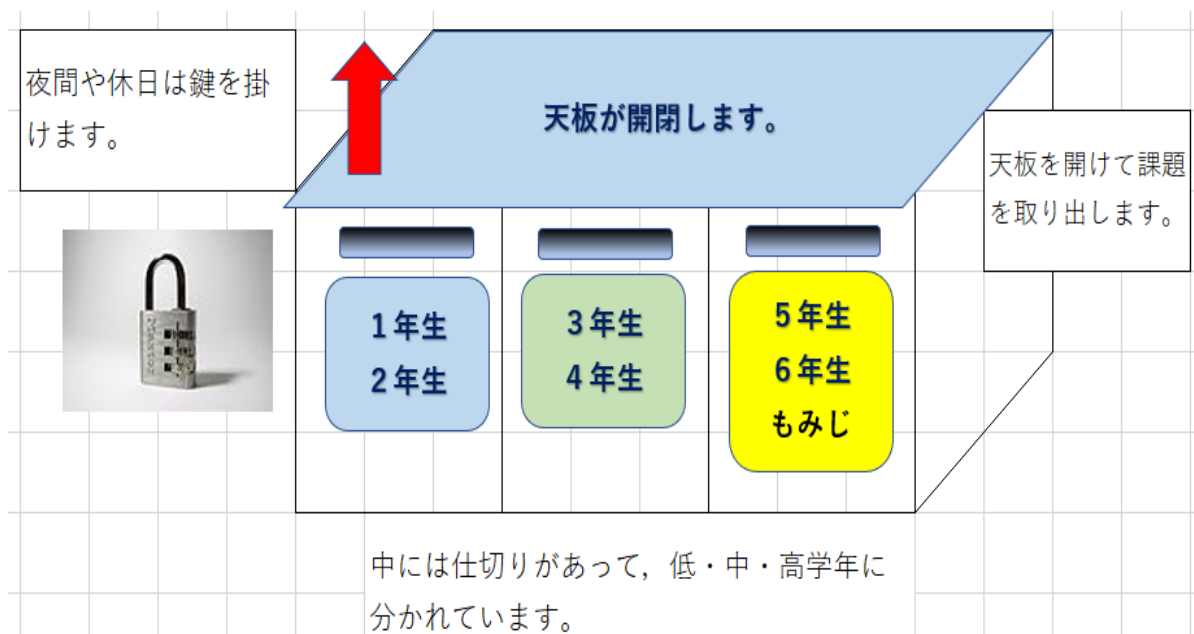 夜間や休日は鍵を掛
けます。
天板が開閉します。
天板を開けて課題
を取り出します。
Master
1年生
2年生
3年生
4年生
5年生
6年生
もみじ
中には仕切りがあって，低・中・高学年に
分かれています。